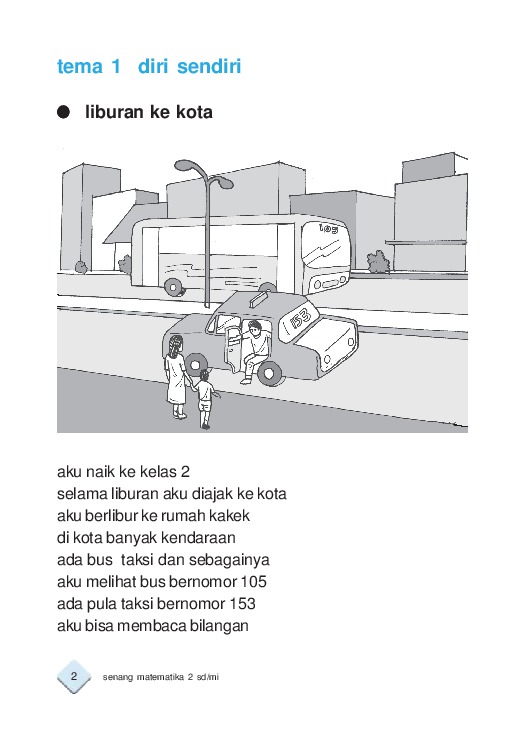 tema 1 diri sendiri
● liburan ke kota
105
153
aku naik ke kelas 2
selama liburan aku diajak ke kota
aku berlibur ke rumah kakek
di kota banyak kendaraan
ada bus taksi dan sebagainya
aku melihat bus bernomor 105
ada pula taksi bernomor 153
aku bisa membaca bilangan
2 senang matematika 2 sd/mi